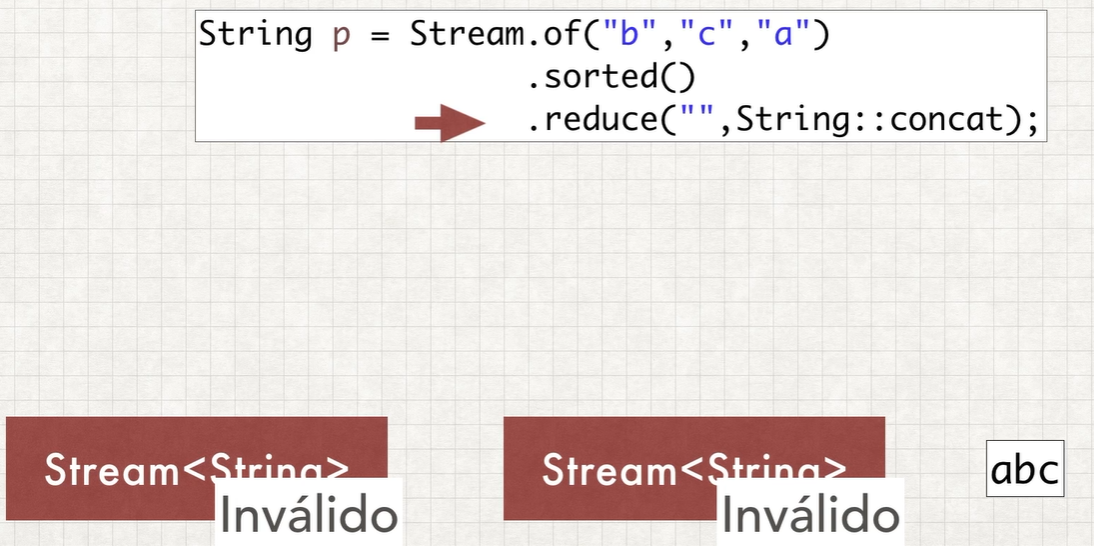 String p = Stream.of("b","c","a")
.sorted()
.reduce("",String::concat);
Stream<String>
Inválido
Stream<String>
Inválido
abc